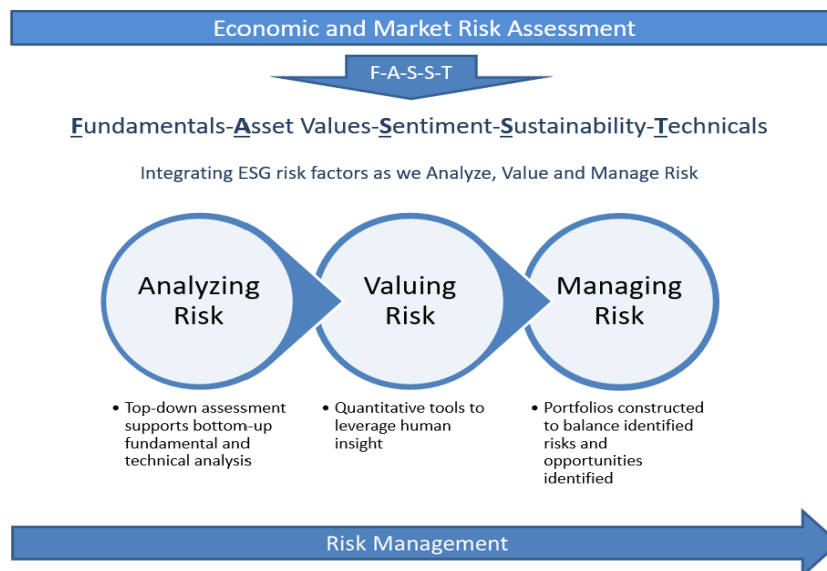 Economic and Market Risk Assessment
F-A-S-S-T
Fundamentals-Asset Values-Sentiment-Sustainability-Technicals
Integrating ESG risk factors as we Analyze, Value and Manage Risk
Analyzing
Risk
Valuing
Risk
Managing
Risk
• Top-down assessment
supports bottom-up
fundamental and
technical analysis
• Quantitative tools to
leverage human
insight
• Portfolios constructed
to balance identified
risks and
opportunities
identified
Risk Management